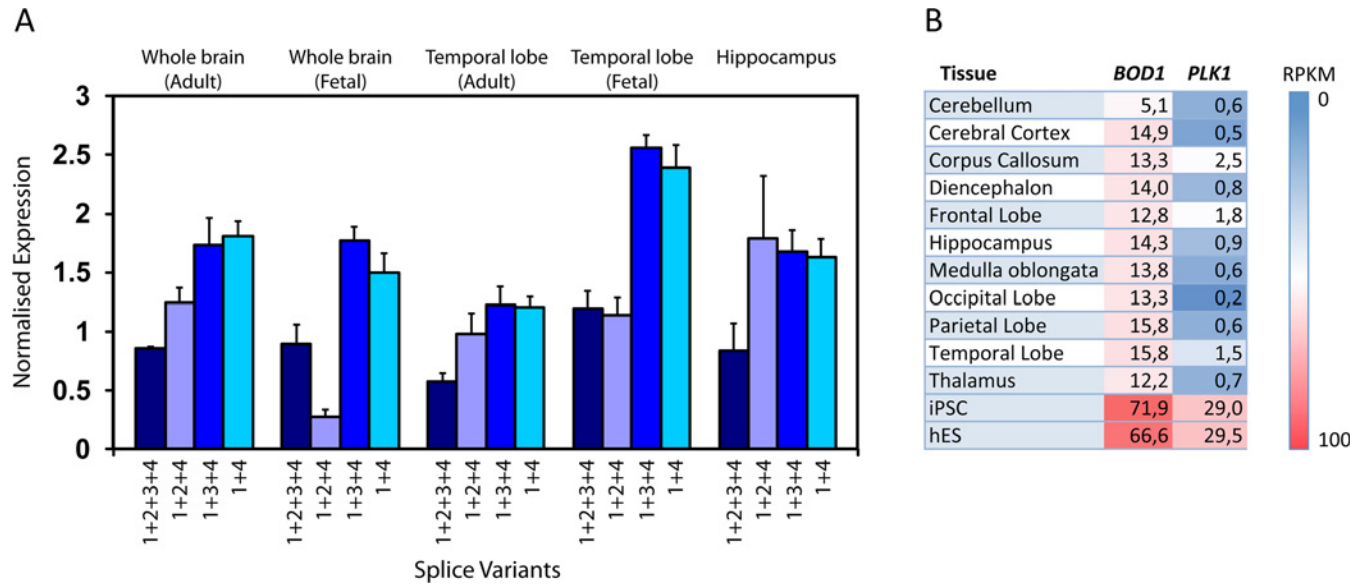 A
Whole brain
(Adult)
Whole brain
(Fetal)
Temporal lobe
(Adult)
Temporal lobe
(Fetal)
Hippocampus
Normalised Expression
3
2.5
2
1.5
1
0.5
0
1+2+3+4
1+2+4
1+3+4
1+4
1+2+3+4
1+2+4
1+3+4
1+4
1+2+3+4
1+2+4
1+3+4
1+4
1+2+3+4
1+2+4
1+3+4
1+4
1+2+3+4
1+2+4
1+3+4
1+4
Splice Variants
B
Tissue BOD1 PLK1
Cerebellum 5,1 0,6
Cerebral Cortex 14,9 0,5
Corpus Callosum 13,3 2,5
Diencephalon 14,0 0,8
Frontal Lobe 12,8 1,8
Hippocampus 14,3 0,9
Medulla oblongata 13,8 0,6
Occipital Lobe 13,3 0,2
Parietal Lobe 15,8 0,6
Temporal Lobe 15,8 1,5
Thalamus 12,2 0,7
iPSC 71,9 29,0
hES 66,6 29,5
RPKM
0
100